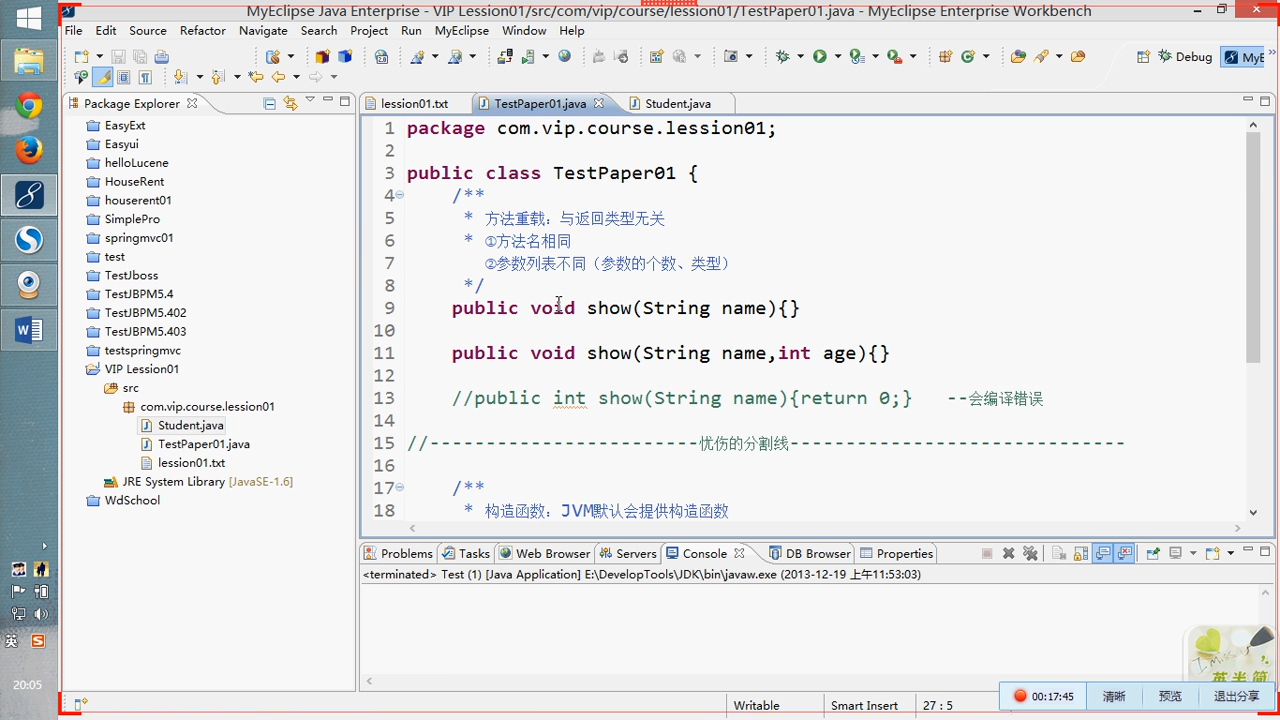 MyEclipse Java Enterprise - VIP Lession01/src/com/vip/course/lession01/TestPaper01.java - MyEclipse Enterprise Workbench
File Edit Source Refactor Navigate Search Project Run MyEclipse Window Help
Debug MyE
Package Explorer
EasyExt
Easyui
helloLucene
HouseRent
houserent01
SimplePro
springmvc01
test
TestJboss
TestJBPM5.4
TestJBPM5.402
TestJBPM5.403
testspringmvc
VIP Lession01
src
com.vip.course.lession01
Student.java
TestPaper01.java
lession01.txt
JRE System Library [JavaSE-1.6]
WdSchool
lession01.txt TestPaper01.java Student.java
1 package com.vip.course.lession01;
2
3 public class TestPaper01 {
4 /**
5 * 方法重载：与返回类型无关
6 * ①方法名相同
7 ②参数列表不同（参数的个数、类型）
8 */
9 public void show(String name){}
10
11 public void show(String name,int age){}
12
13 //public int show(String name){return 0;} --会编译错误
14
15 //------------------------忧伤的分割线------------------------------
16
17 /**
18 * 构造函数：JVM默认会提供构造函数
Problems Tasks Web Browser Servers Console DB Browser Properties
<terminated> Test (1) [Java Application] E:\DevelopTools\JDK\bin\javaw.exe (2013-12-19 上午11:53:03)
英
20:05
英 半 简
Writable Smart Insert 27 : 5
00:17:45 清晰 预览 退出分享